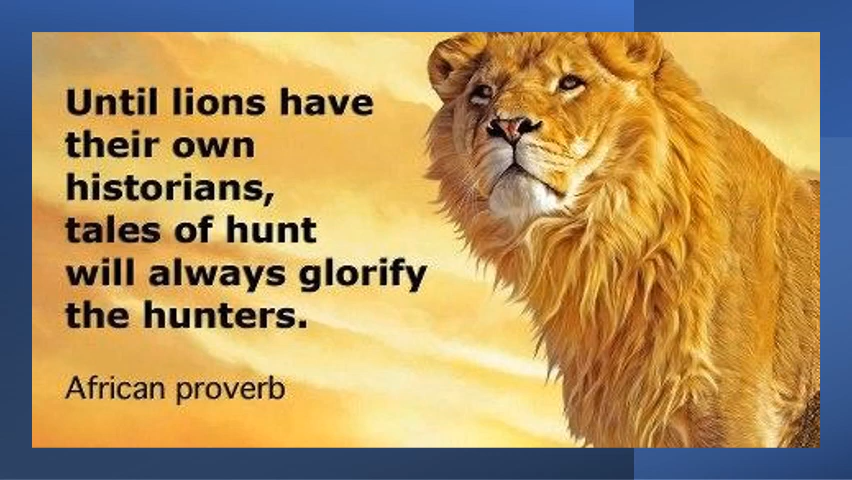 Until lions have
their own
historians,
tales of hunt
will always glorify
the hunters.
African proverb